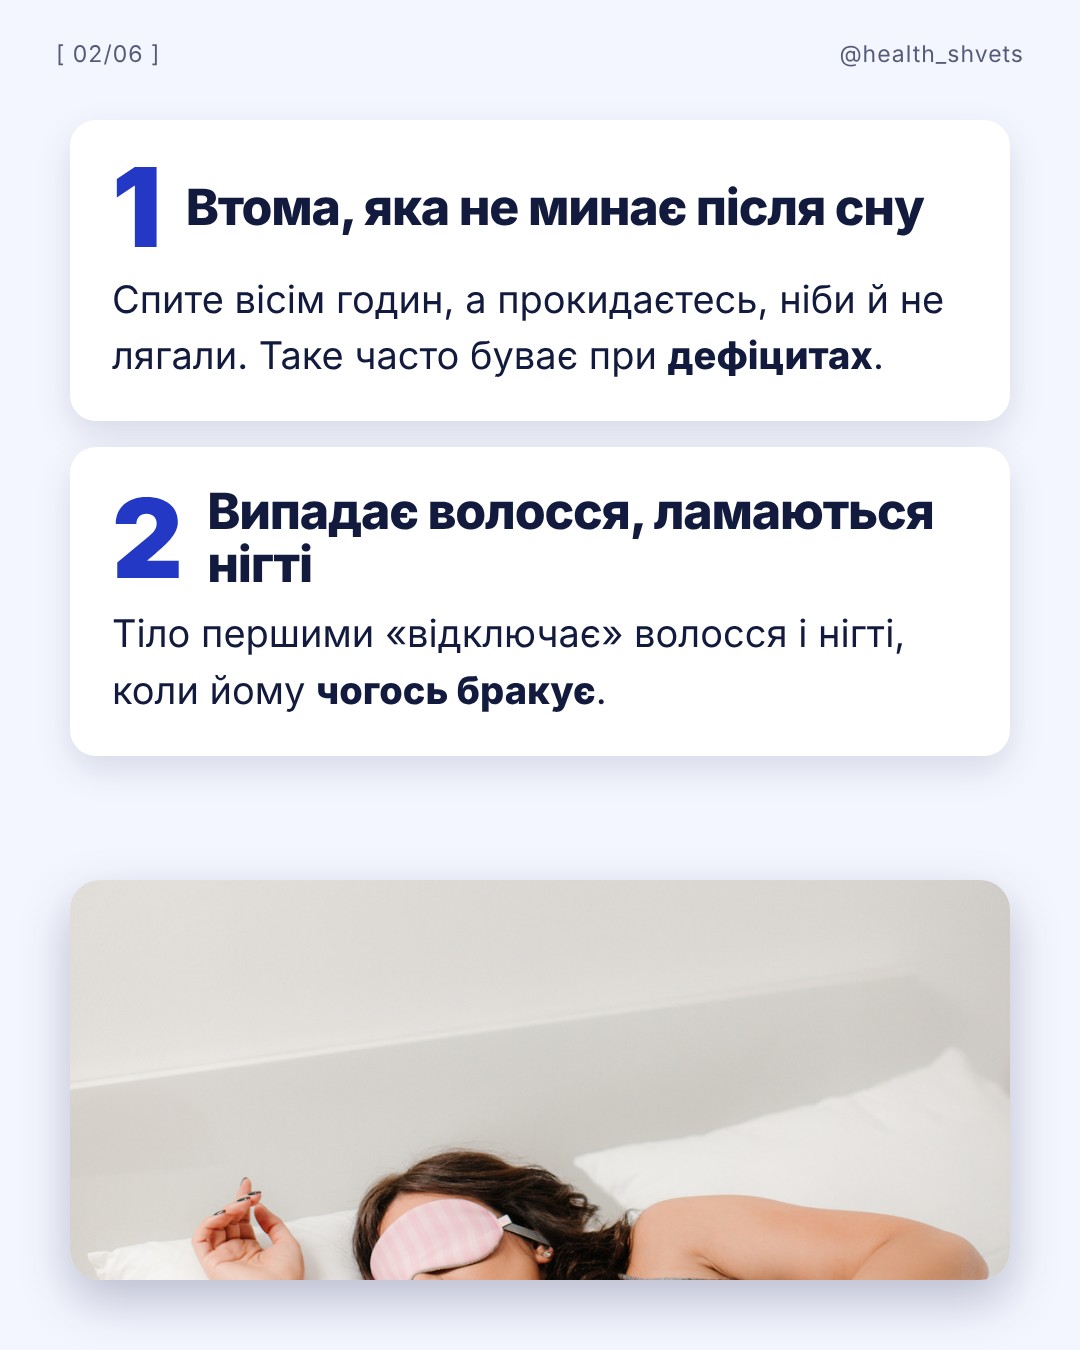 [ 02/06 ]
@health_shvets
1 Втома, яка не минає після сну
Спите вісім годин, а прокидаєтесь, ніби й не
лягали. Таке часто буває при дефіцитах.
2 Випадає волосся, ламаються
нігті
Тіло першими «відключає» волосся і нігті,
коли йому чогось бракує.